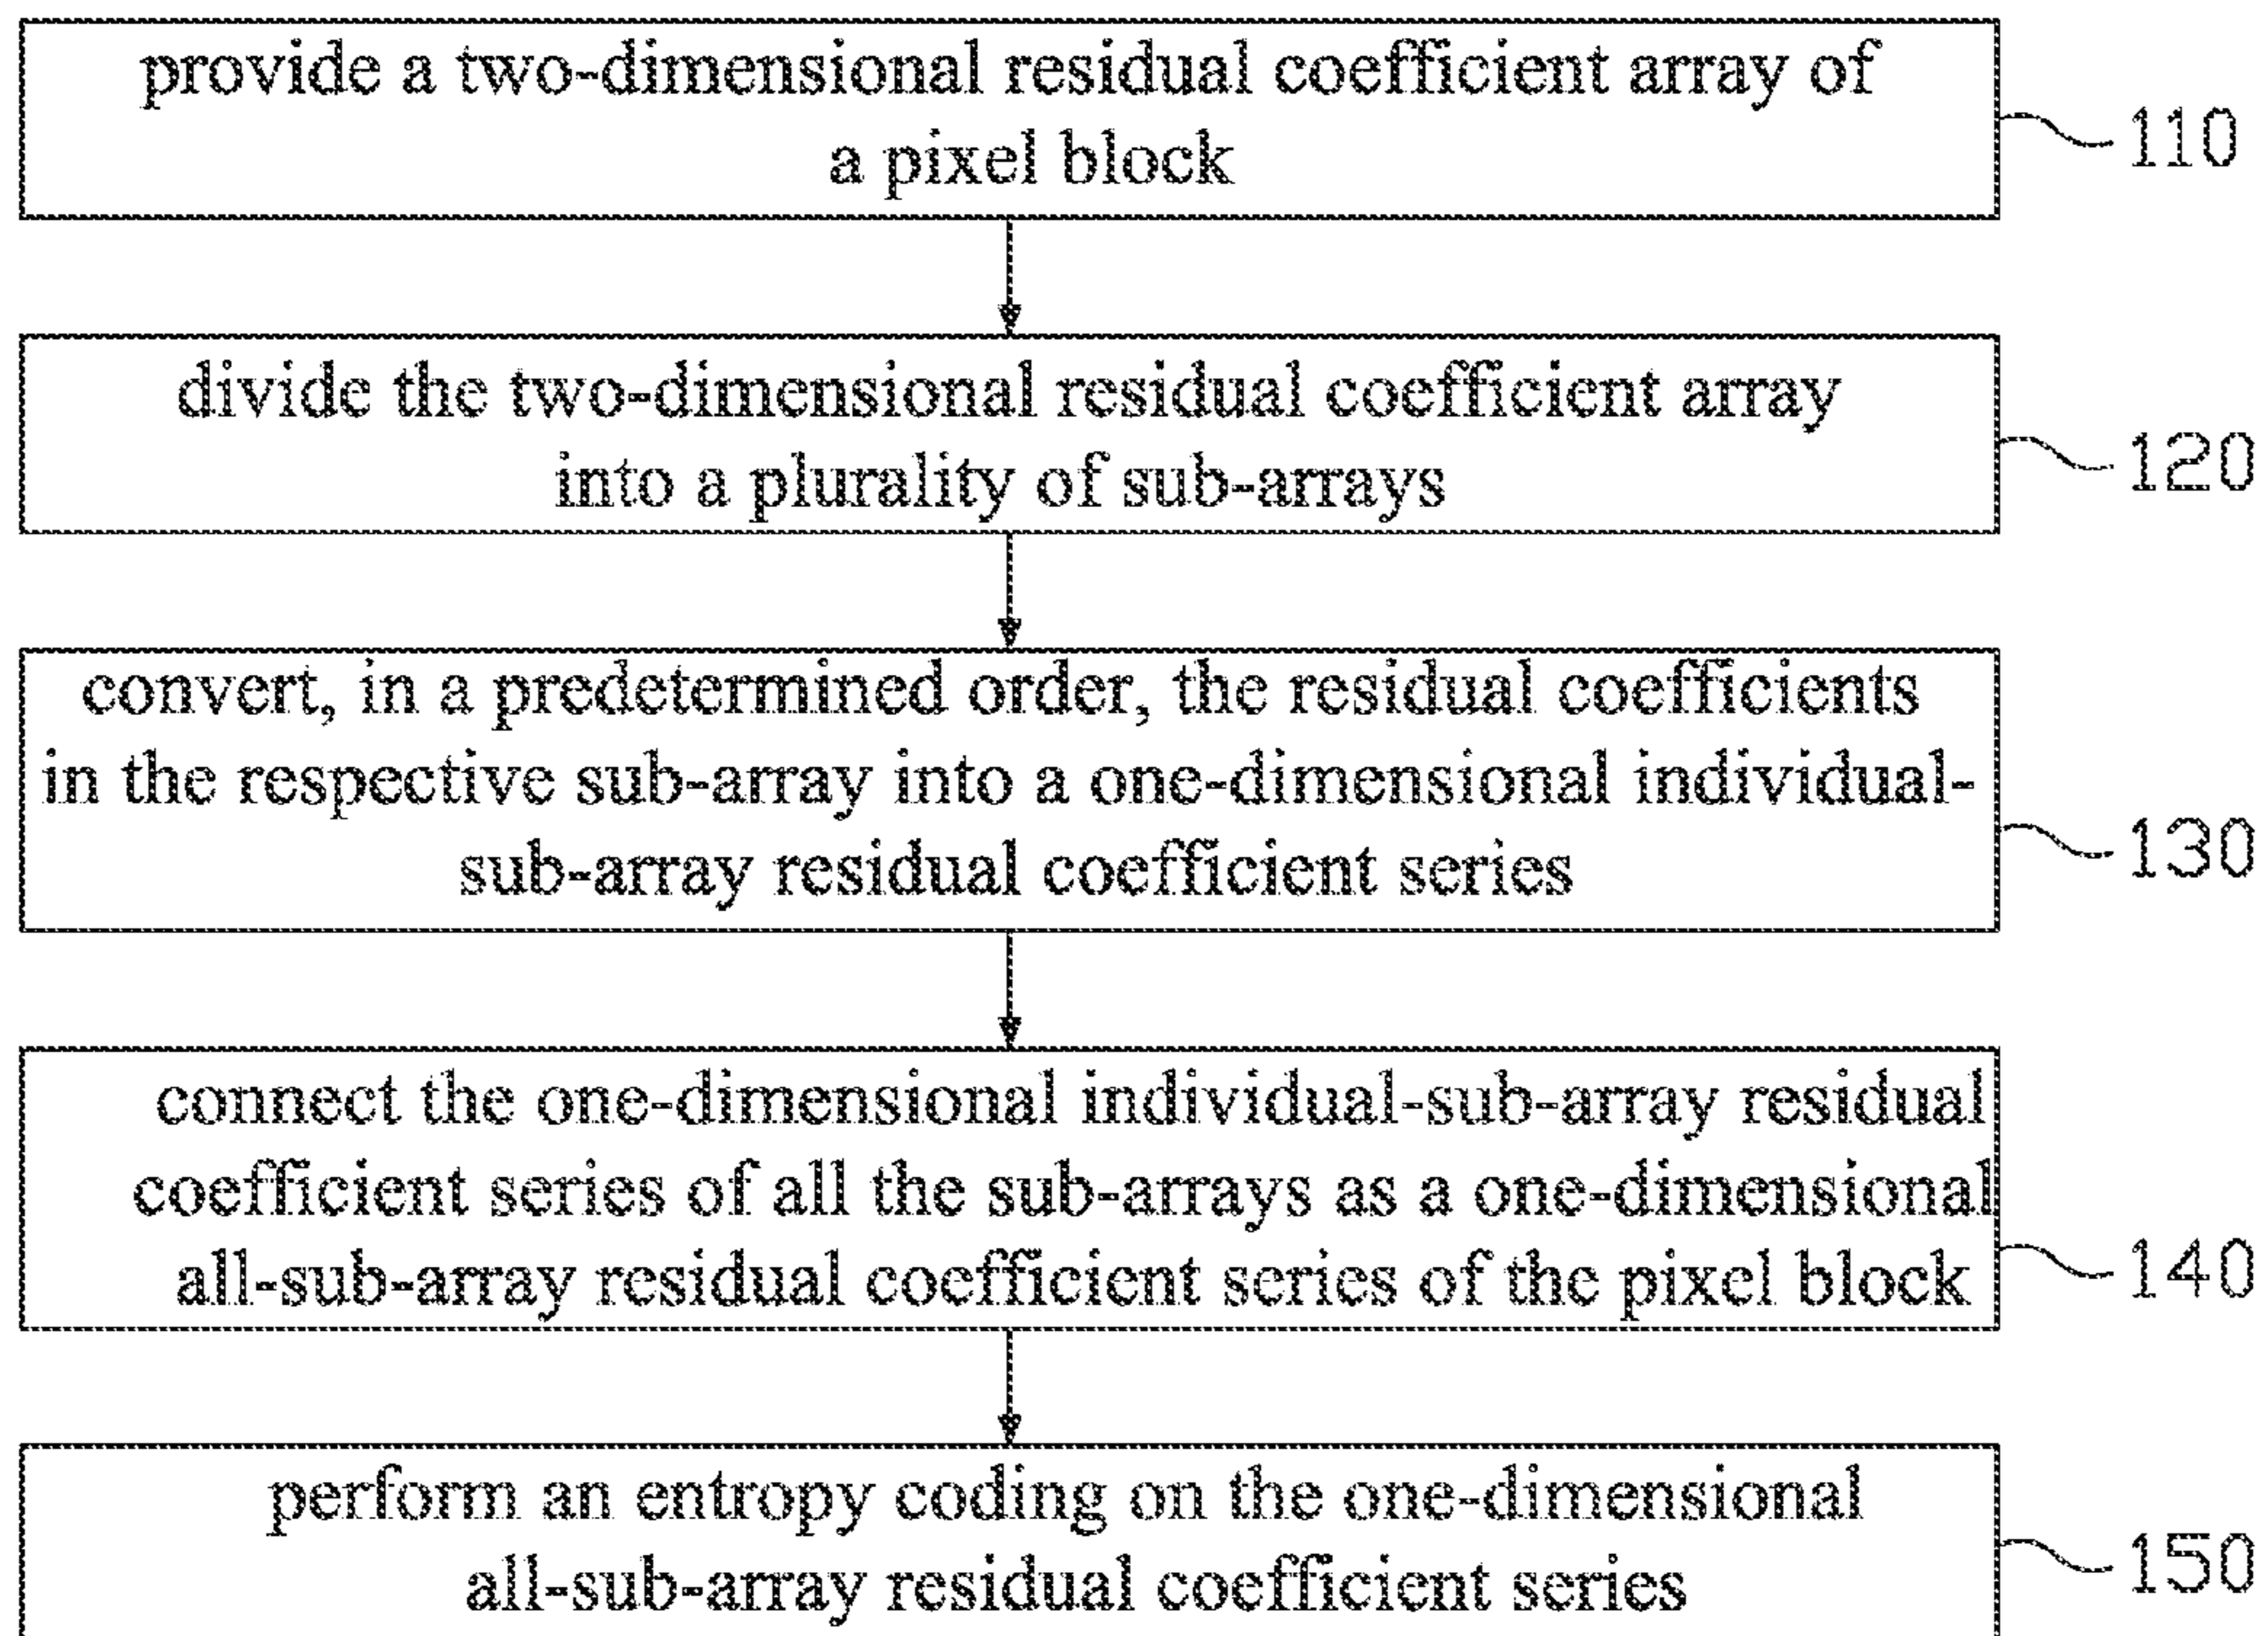 provide a two-dimensional residual coefficient array of
a pixel block
110
divide the two-dimensional residual coefficient array
into a plurality of sub-arrays
120
convert, in a predetermined order, the residual coefficients
in the respective sub-array into a one-dimensional individual-
sub-array residual coefficient series
130
connect the one-dimensional individual-sub-array residual
coefficient series of all the sub-arrays as a one-dimensional
all-sub-array residual coefficient series of the pixel block
140
perform an entropy coding on the one-dimensional
all-sub-array residual coefficient series
150